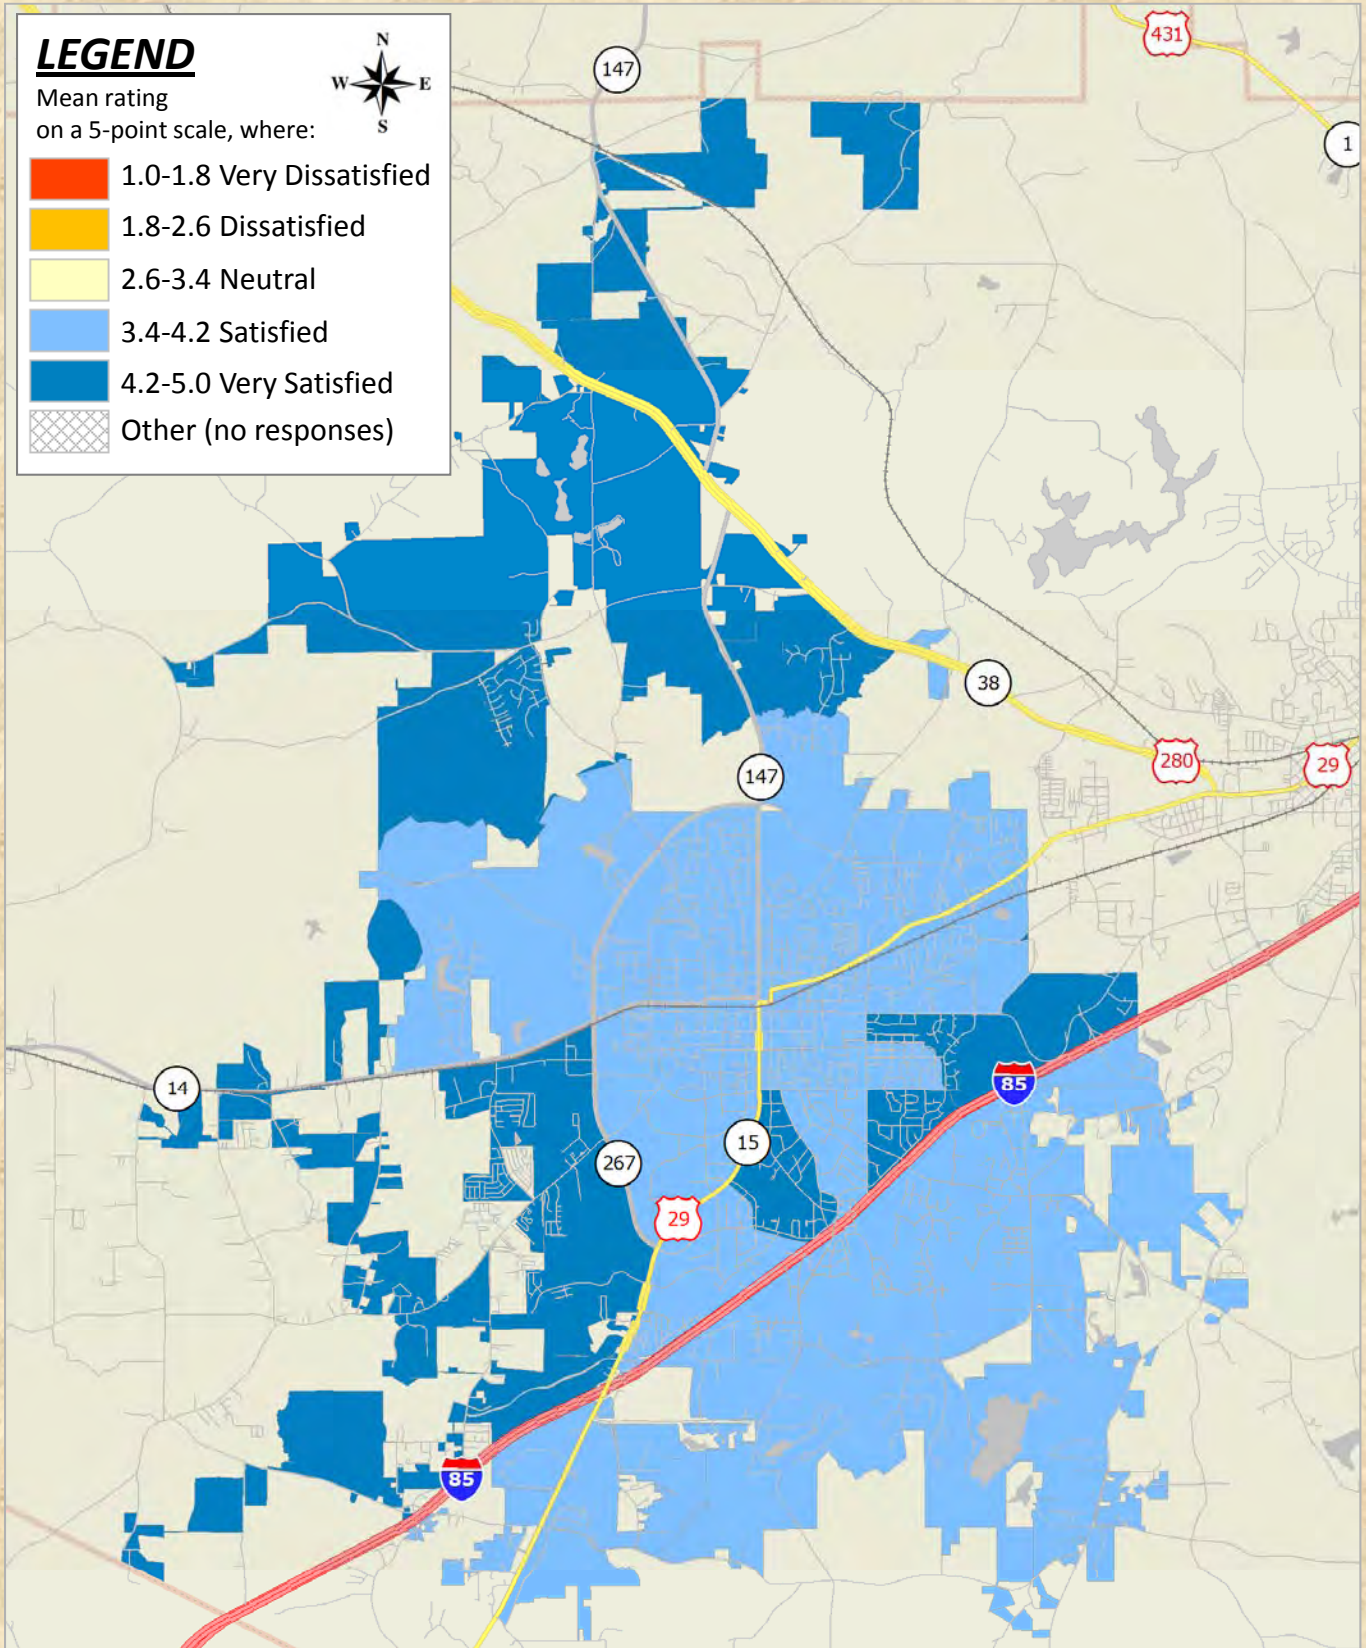 LEGEND
Mean rating
on a 5-point scale, where:
1.0-1.8 Very Dissatisfied
1.8-2.6 Dissatisfied
2.6-3.4 Neutral
3.4-4.2 Satisfied
4.2-5.0 Very Satisfied
Other (no responses)
N
W E
S
147
431
1
38
280
29
147
14
85
15
267
29
85